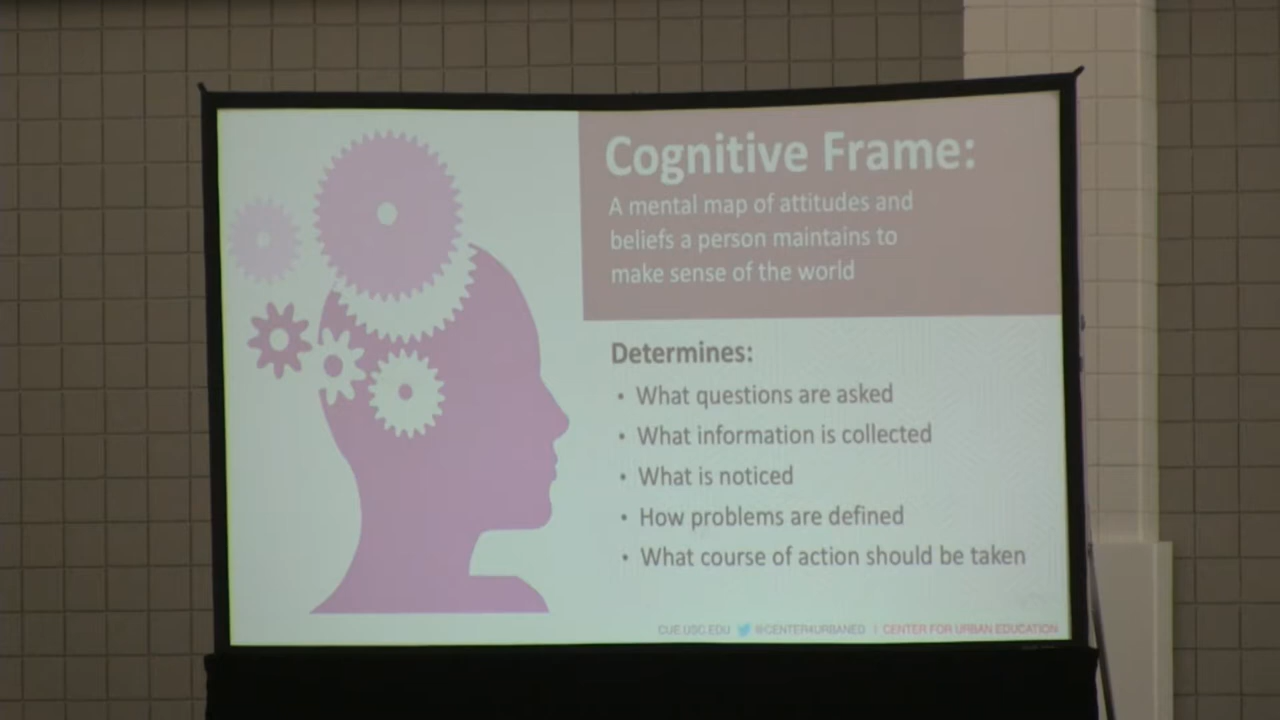 Cognitive Frame:
A mental map of attitudes and
beliefs a person maintains to
make sense of the world
Determines:
• What questions are asked
• What information is collected
• What is noticed
• How problems are defined
• What course of action should be taken
CUE.USC.EDU @CENTER4URBANED | CENTER FOR URBAN EDUCATION